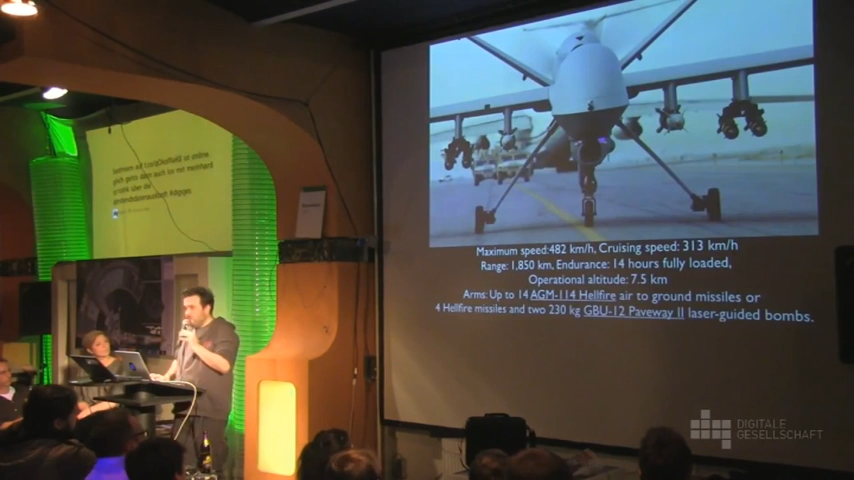 Maximum speed:482 km/h, Cruising speed: 313 km/h
Range: 1,850 km, Endurance: 14 hours fully loaded,
Operational altitude: 7.5 km
Arms: Up to 14 AGM-114 Hellfire air to ground missiles or
4 Hellfire missiles and two 230 kg GBU-12 Paveway II laser-guided bombs.
DIGITALE
GESELLSCHAFT